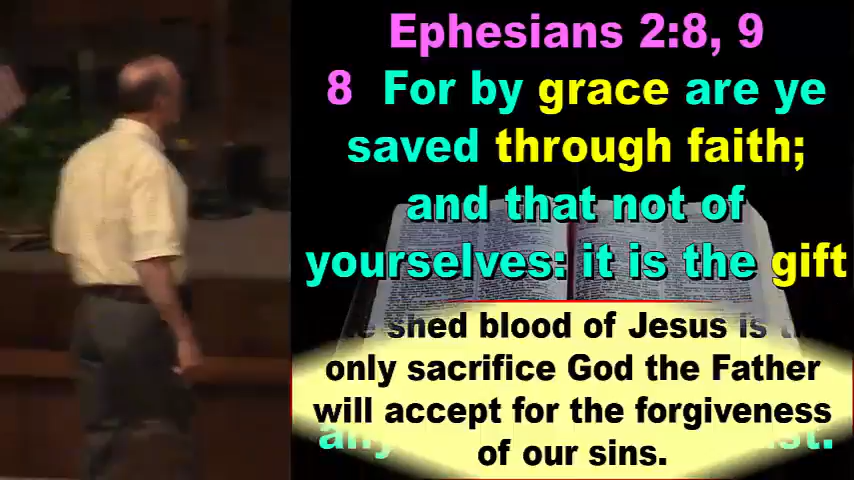 Ephesians 2:8, 9
8 For by grace are ye
saved through faith;
and that not of
yourselves: it is the gift
shed blood of Jesus is
only sacrifice God the Father
will accept for the forgiveness
of our sins.